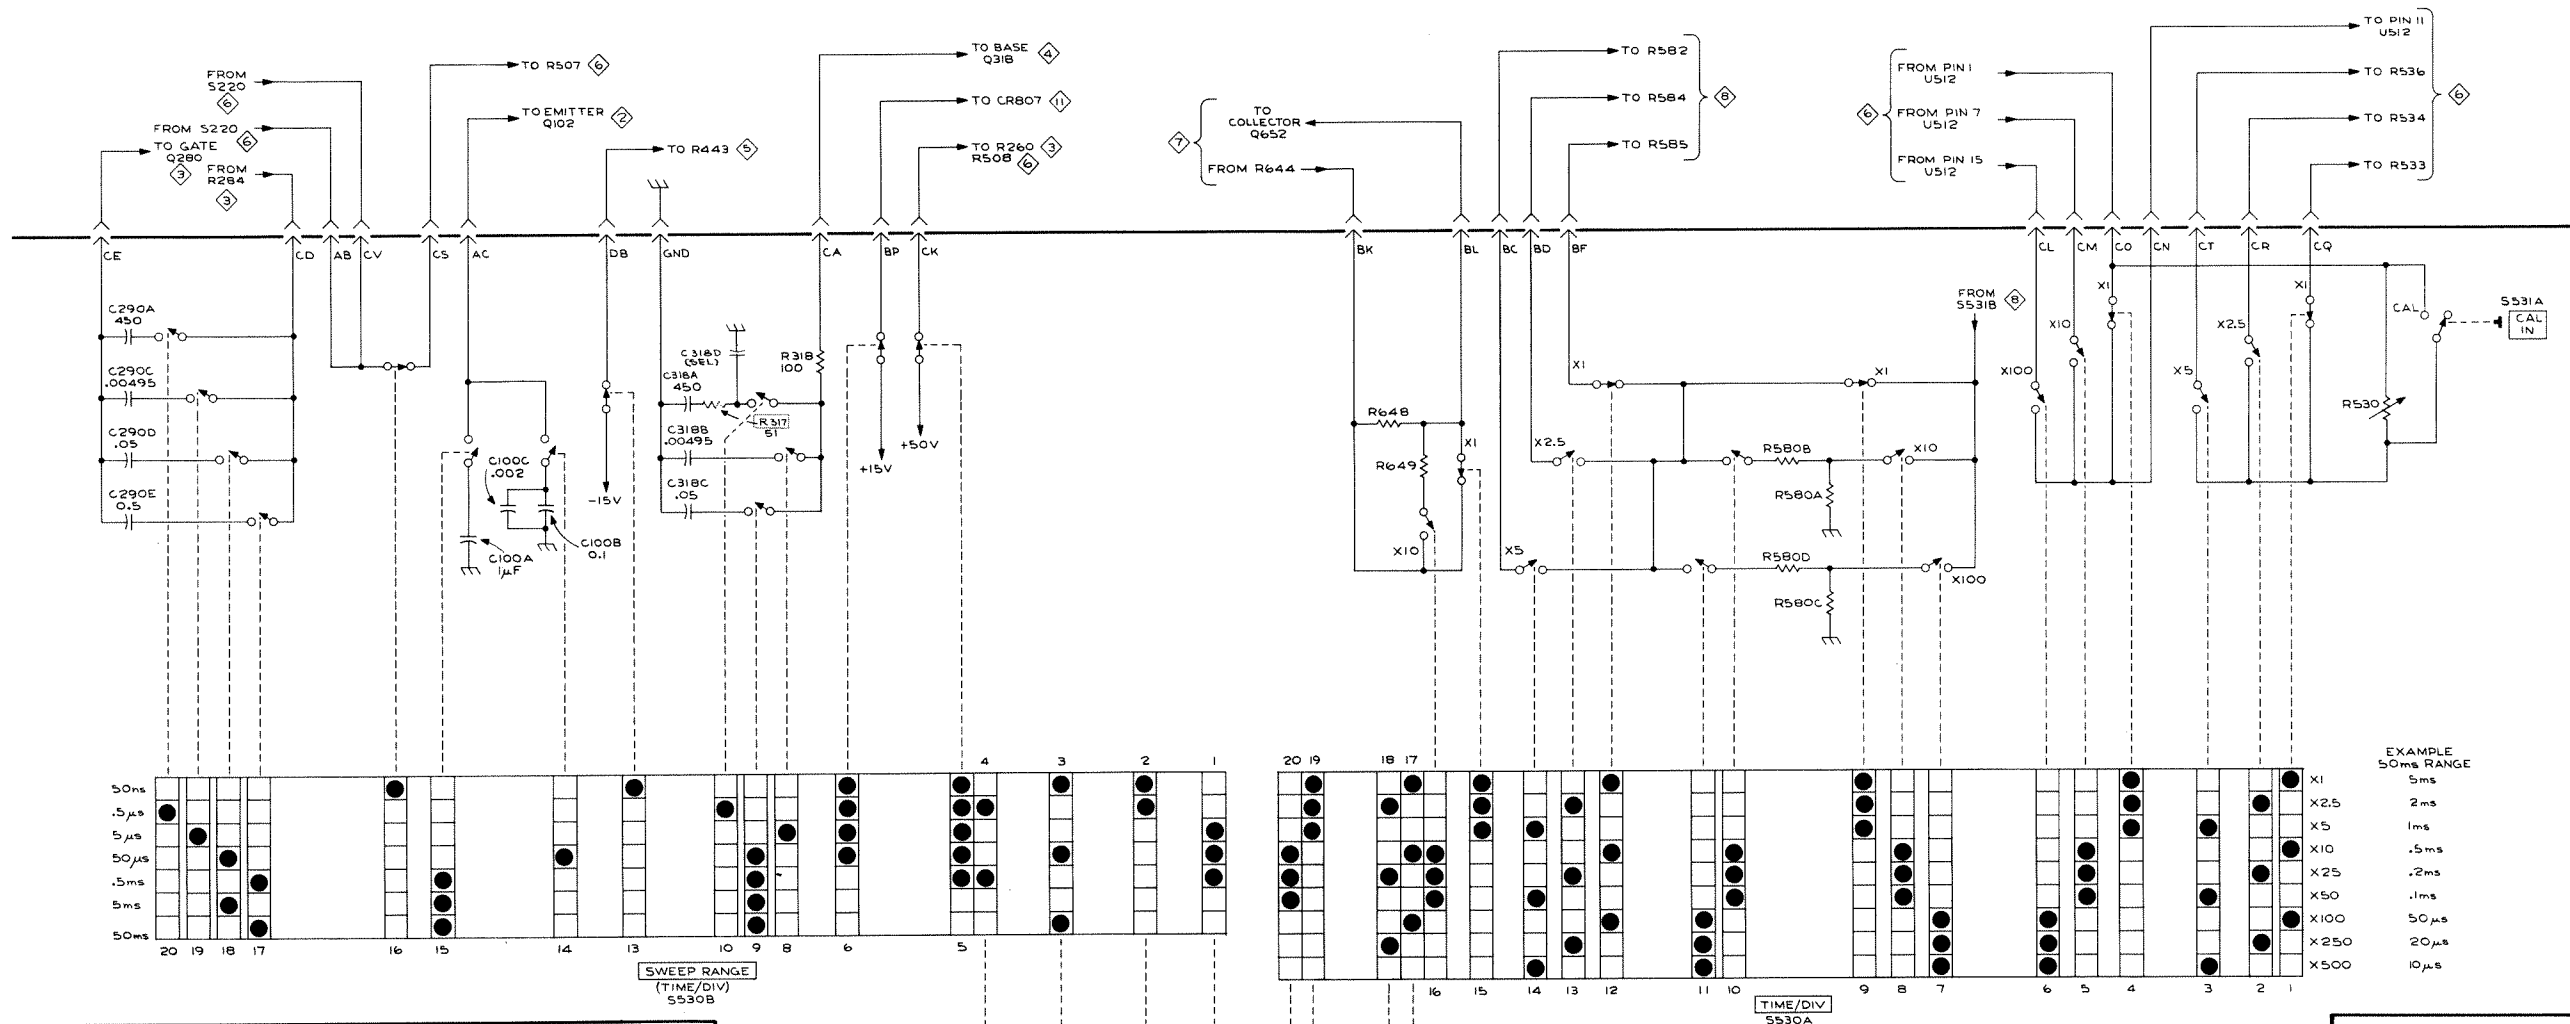 FROM
S220
6
FROM S220
6
TO GATE
Q280
3
FROM
R284
3
TO R507 6
TO EMITTER
Q102
2
TO R443 5
TO BASE
Q318
4
TO CR807 11
TO R260 3
R508 6
7
TO
COLLECTOR
Q652
FROM R644
TO R582
TO R584
TO R585
8
6
FROM PIN 1
U512
FROM PIN 7
U512
FROM PIN 15
U512
TO PIN 11
U512
TO R536
TO R534
TO R533
6
CE CD AB CV CS AC DB GND CA BP CK BK BL BC BD BF CL CM CO CN CT CR CQ
C290A
450
C290C
.00495
C290D
.05
C290E
0.5
C100C
.002
C100A
1µF
C100B
0.1
-15V
C318D
(SEL)
C318A
450
R317
51
R318
100
C318B
.00495
C318C
.05
+15V
+50V
R648
R649
X1
X10
X1
X2.5
X5
R580B
R580A
R580D
R580C
X1
X10
X100
FROM
S531B
8
X100
X10
X1
X5
X2.5
X1
R530
CAL
S531A
CAL
IN
50ns
.5µs
5µs
50µs
.5ms
5ms
50ms
4 3 2 1
20 19 18 17 16 15 14 13 10 9 8 6 5
SWEEP RANGE
(TIME/DIV)
S530B
20 19 18 17
16 15 14 13 12 11 10 9 8 7 6 5 4 3 2 1
TIME/DIV
S530A
EXAMPLE
50ms RANGE
X1 5ms
X2.5 2ms
X5 1ms
X10 .5ms
X25 .2ms
X50 .1ms
X100 50µs
X250 20µs
X500 10µs